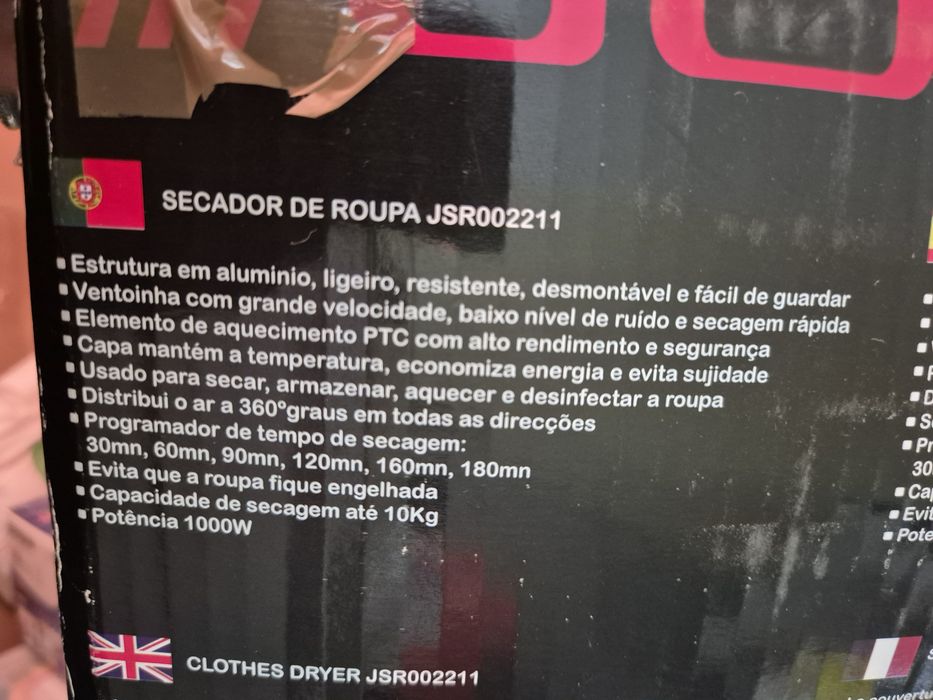 SECADOR DE ROUPA JSR002211
▪ Estrutura em aluminio, ligeiro, resistente, desmontável e fácil de guardar
▪ Ventoinha com grande velocidade, baixo nível de ruído e secagem rápida
▪ Elemento de aquecimento PTC com alto rendimento e segurança
▪ Capa mantém a temperatura, economiza energia e evita sujidade
▪ Usado para secar, armazenar, aquecer e desinfectar a roupa
▪ Distribui o ar a 360ºgraus em todas as direcções
▪ Programador de tempo de secagem:
30mn, 60mn, 90mn, 120mn, 160mn, 180mn
▪ Evita que a roupa fique engelhada
▪ Capacidade de secagem até 10Kg
▪ Potência 1000W
CLOTHES DRYER JSR002211